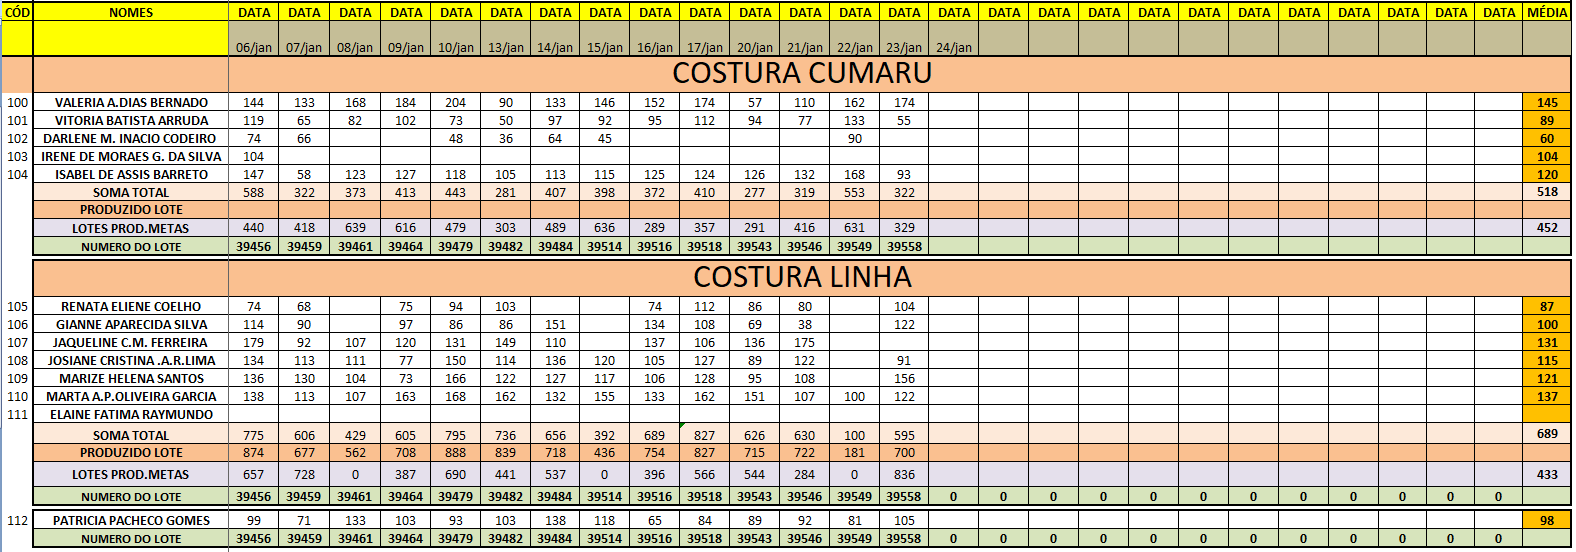 CÓD NOMES DATA DATA DATA DATA DATA DATA DATA DATA DATA DATA DATA DATA DATA DATA DATA DATA DATA DATA DATA DATA DATA DATA DATA DATA DATA DATA MÉDIA
06/jan 07/jan 08/jan 09/jan 10/jan 13/jan 14/jan 15/jan 16/jan 17/jan 20/jan 21/jan 22/jan 23/jan 24/jan
COSTURA CUMARU
100 VALERIA A.DIAS BERNADO 144 133 168 184 204 90 133 146 152 174 57 110 162 174 145
101 VITORIA BATISTA ARRUDA 119 65 82 102 73 50 97 92 95 112 94 77 133 55 89
102 DARLENE M. INACIO CODEIRO 74 66 48 36 64 45 90 60
103 IRENE DE MORAES G. DA SILVA 104 104
104 ISABEL DE ASSIS BARRETO 147 58 123 127 118 105 113 115 125 124 126 132 168 93 120
SOMA TOTAL 588 322 373 413 443 281 407 398 372 410 277 319 553 322 518
PRODUZIDO LOTE
LOTES PROD.METAS 440 418 639 616 479 303 489 636 289 357 291 416 631 329 452
NUMERO DO LOTE 39456 39459 39461 39464 39479 39482 39484 39514 39516 39518 39543 39546 39549 39558
COSTURA LINHA
105 RENATA ELIENE COELHO 74 68 75 94 103 74 112 86 80 104 87
106 GIANNE APARECIDA SILVA 114 90 97 86 86 151 134 108 69 38 122 100
107 JAQUELINE C.M. FERREIRA 179 92 107 120 131 149 110 137 106 136 175 131
108 JOSIANE CRISTINA .A.R.LIMA 134 113 111 77 150 114 136 120 105 127 89 122 91 115
109 MARIZE HELENA SANTOS 136 130 104 73 166 122 127 117 106 128 95 108 156 121
110 MARTA A.P.OLIVEIRA GARCIA 138 113 107 163 168 162 132 155 133 162 151 107 100 122 137
111 ELAINE FATIMA RAYMUNDO
SOMA TOTAL 775 606 429 605 795 736 656 392 689 827 626 630 100 595 689
PRODUZIDO LOTE 874 677 562 708 888 839 718 436 754 827 715 722 181 700
LOTES PROD.METAS 657 728 0 387 690 441 537 0 396 566 544 284 0 836 433
NUMERO DO LOTE 39456 39459 39461 39464 39479 39482 39484 39514 39516 39518 39543 39546 39549 39558 0 0 0 0 0 0 0 0 0 0 0 0
112 PATRICIA PACHECO GOMES 99 71 133 103 93 103 138 118 65 84 89 92 81 105 98
NUMERO DO LOTE 39456 39459 39461 39464 39479 39482 39484 39514 39516 39518 39543 39546 39549 39558 0 0 0 0 0 0 0 0 0 0 0 0